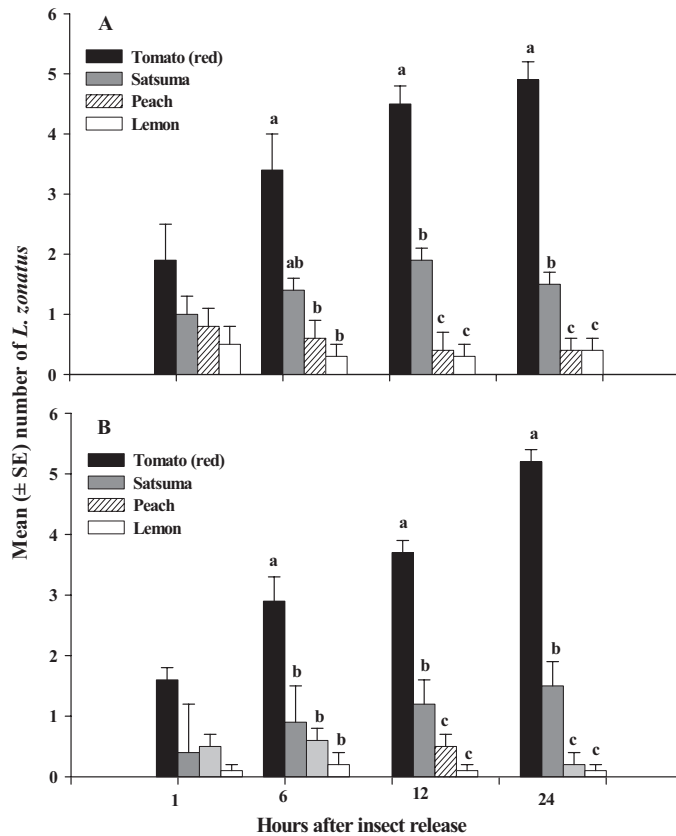 A
Tomato (red)
Satsuma
Peach
Lemon
6
5
4
3
2
1
0
a
a
a
ab
b
b
b
b
c
c
c
c
Mean (± SE) number of L. zonatus
B
Tomato (red)
Satsuma
Peach
Lemon
6
5
4
3
2
1
0
a
a
a
b
b
b
b
c
c
b
c
c
1
6
12
24
Hours after insect release